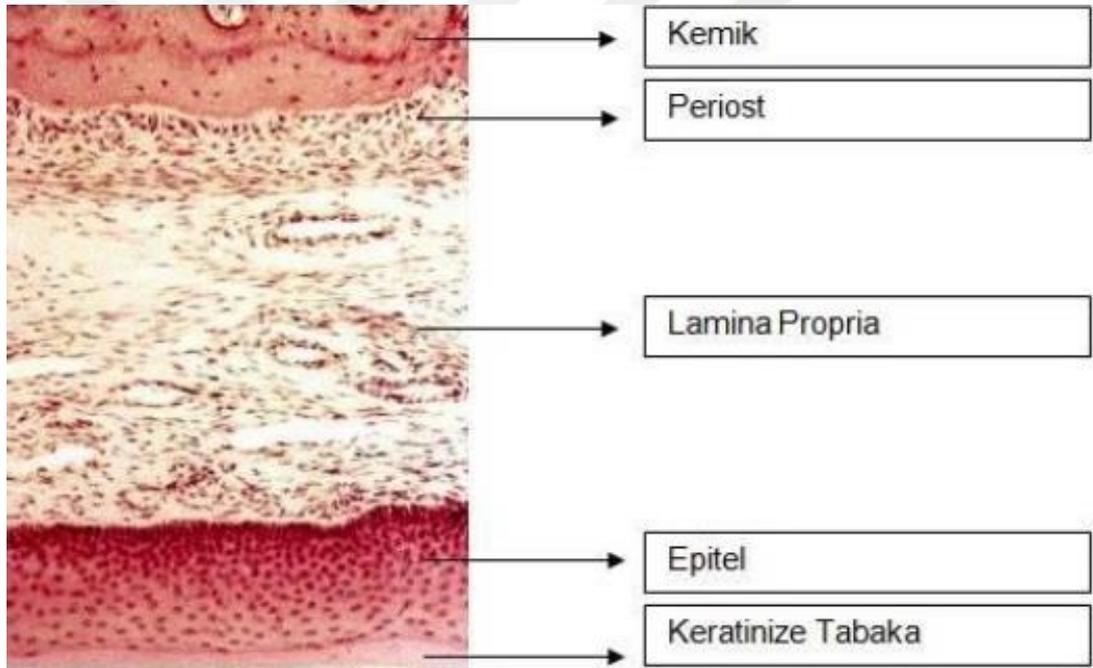 Kemik
Periost
Lamina Propria
Epitel
Keratinize Tabaka